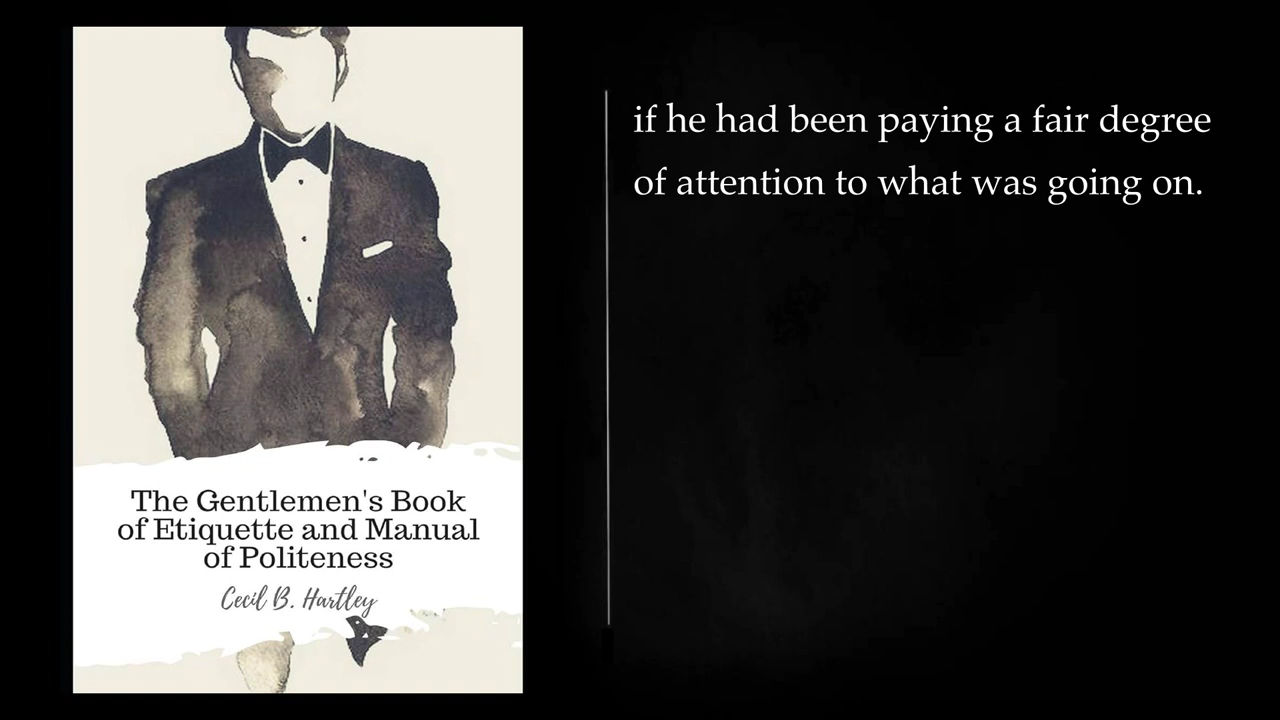 The Gentlemen's Book
of Etiquette and Manual
of Politeness
Cecil B. Hartley
if he had been paying a fair degree
of attention to what was going on.